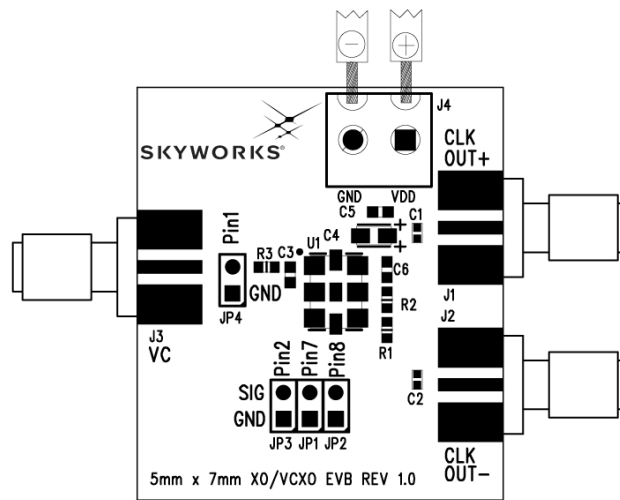 J4
CLK
OUT+
SKYWORKS®
GND VDD
C5
C1
Pin1
C4
U1
R3
C3
C6
GND
J1
R2
JP4
J2
J3
VC
R1
Pin2
Pin7
Pin8
SIG
GND
C2
JP3 JP1 JP2
CLK
OUT-
5mm x 7mm XO/VCXO EVB REV 1.0